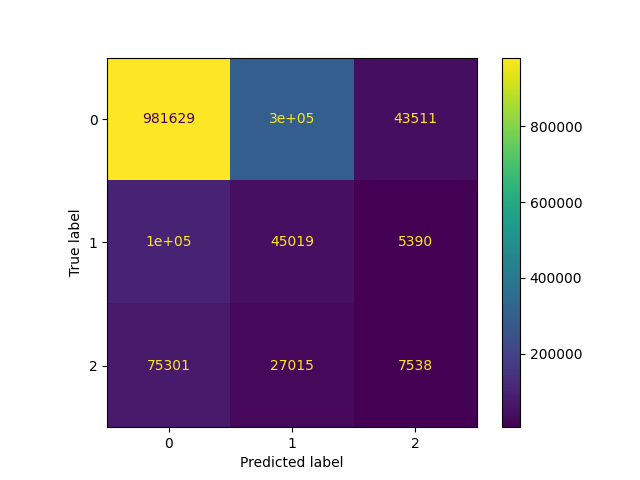 0 981629 3e+05 43511
1 1e+05 45019 5390
2 75301 27015 7538
0 1 2
True label
Predicted label
800000
600000
400000
200000